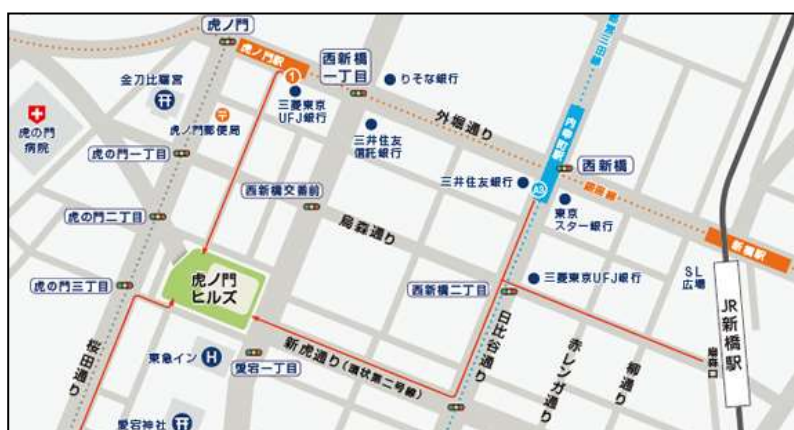 虎ノ門
虎ノ門駅
1
西新橋
一丁目
りそな銀行
三田線
金刀比羅宮
三菱東京
UFJ銀行
虎の門
病院
虎ノ門郵便局
三井住友
信託銀行
外堀通り
内幸町駅
西新橋
虎の門一丁目
三井住友銀行
A3
銀座線
西新橋交番前
東京
スター銀行
虎の門二丁目
烏森通り
新橋駅
虎の門三丁目
虎ノ門
ヒルズ
西新橋二丁目
三菱東京UFJ銀行
SL
広場
JR
新橋駅
桜田通り
東急イン
H
愛宕一丁目
新虎通り(環状第二号線)
日比谷通り
赤レンガ通り
柳通り
愛宕神社